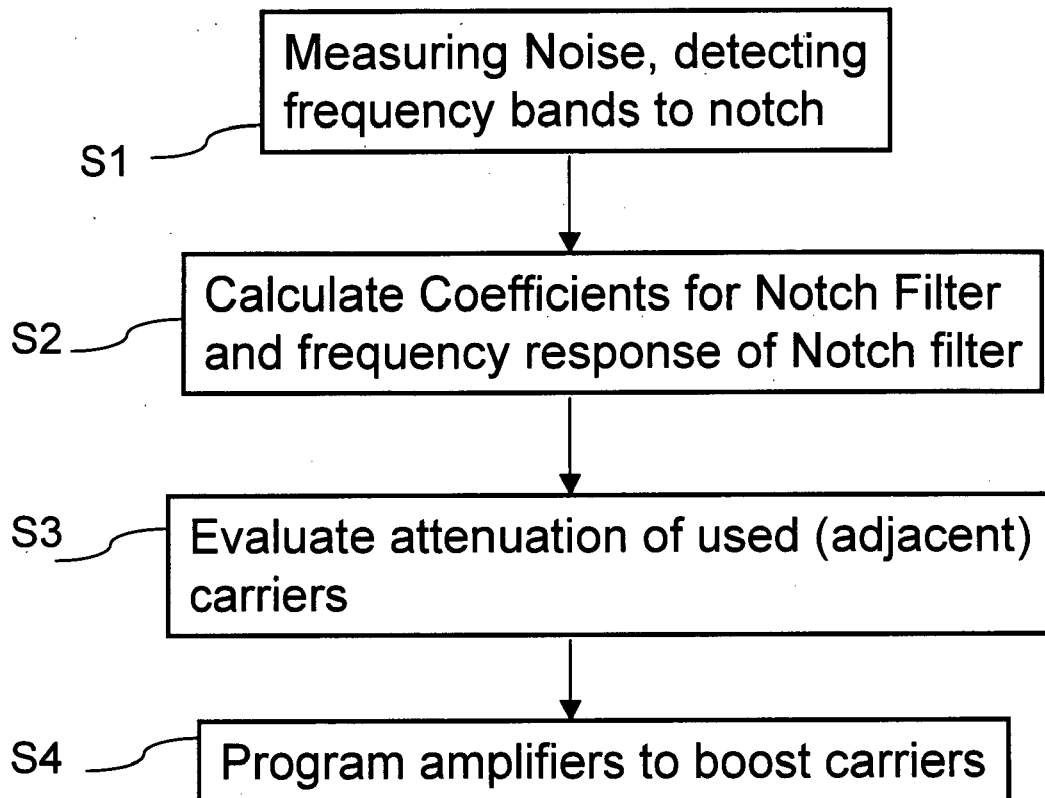 Measuring Noise, detecting
frequency bands to notch
S1
Calculate Coefficients for Notch Filter
and frequency response of Notch filter
S2
Evaluate attenuation of used (adjacent)
carriers
S3
Program amplifiers to boost carriers
S4